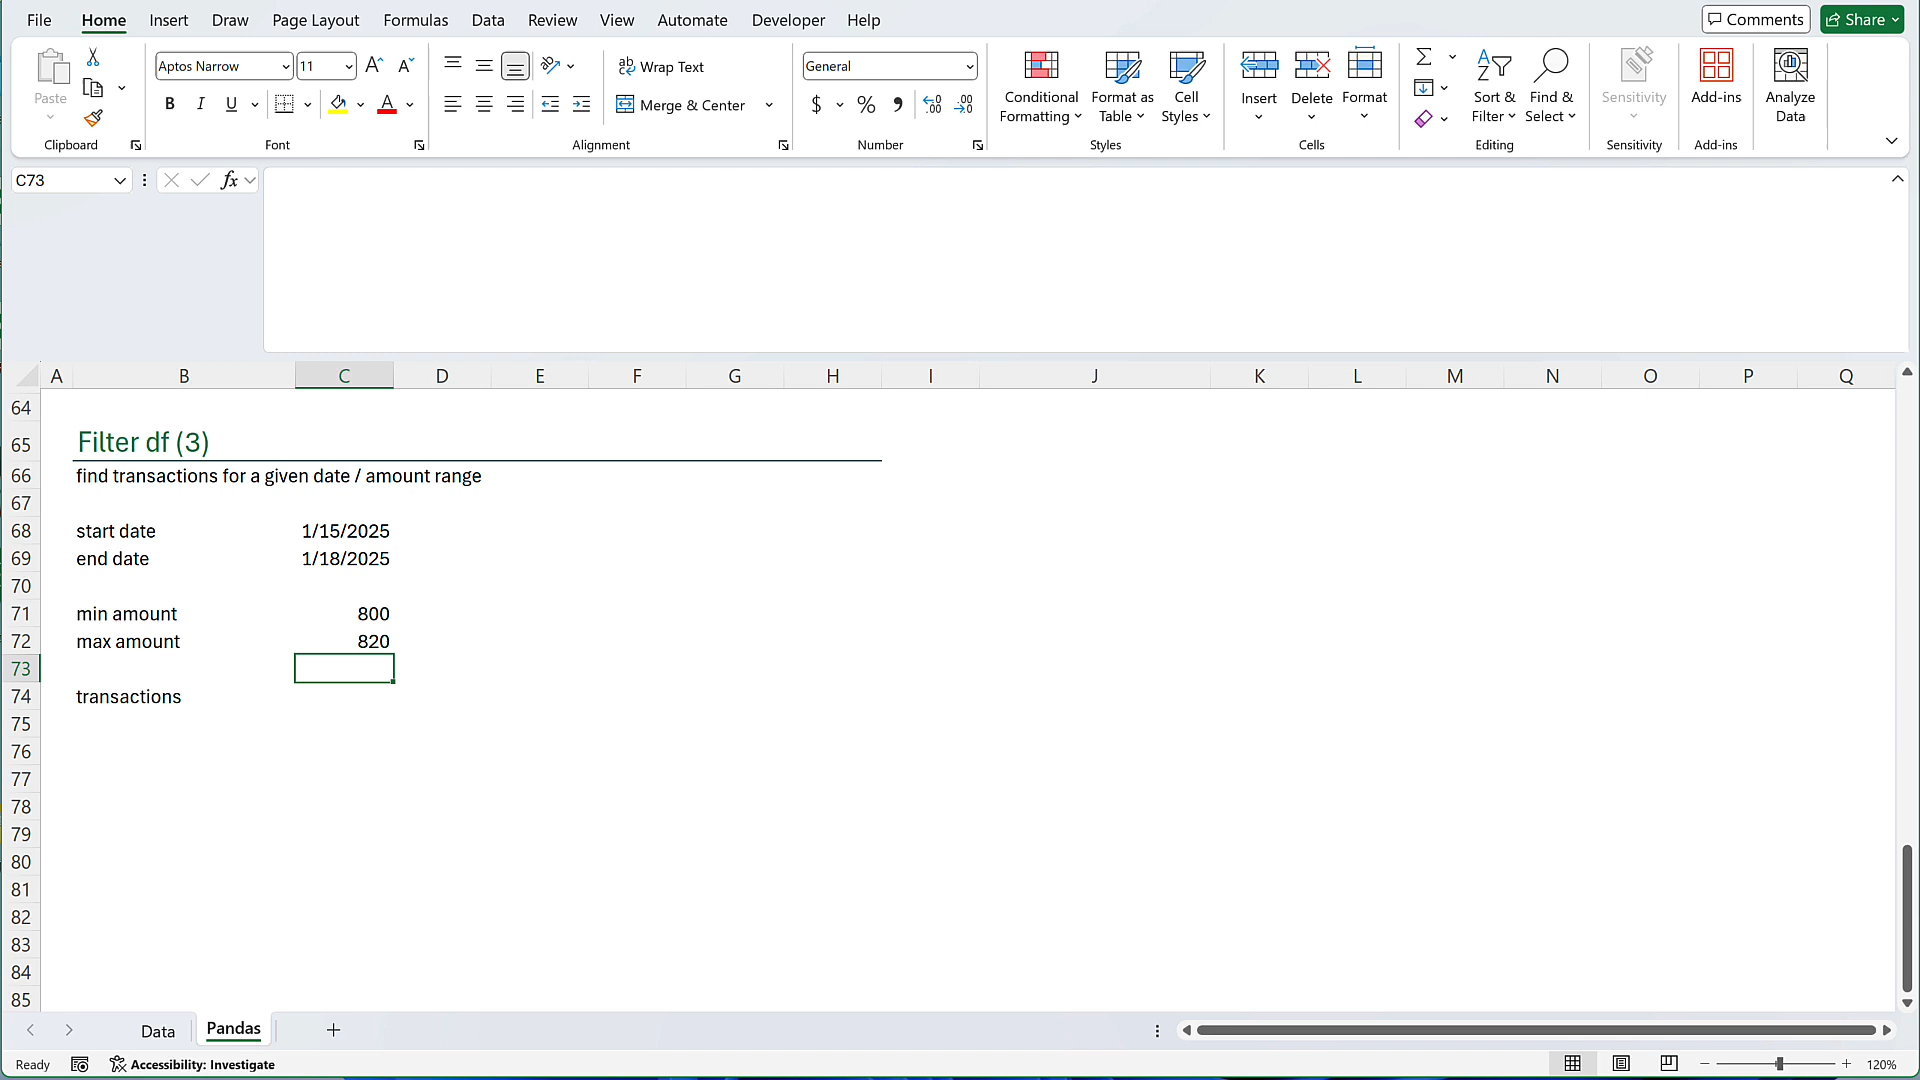 File Home Insert Draw Page Layout Formulas Data Review View Automate Developer Help Comments Share
Paste
Clipboard
Aptos Narrow 11
B I U
Font
Wrap Text
Merge & Center
Alignment
General
$ % 9
Number
Conditional Formatting
Format as Table
Cell Styles
Styles
Insert
Delete
Format
Cells
Sort & Filter
Find & Select
Editing
Sensitivity
Sensitivity
Add-ins
Add-ins
Analyze Data
C73
fx
A B C D E F G H I J K L M N O P Q
64
65 Filter df (3)
66 find transactions for a given date / amount range
67
68 start date 1/15/2025
69 end date 1/18/2025
70
71 min amount 800
72 max amount 820
73
74 transactions
75
76
77
78
79
80
81
82
83
84
85
Data Pandas
Ready Accessibility: Investigate 120%